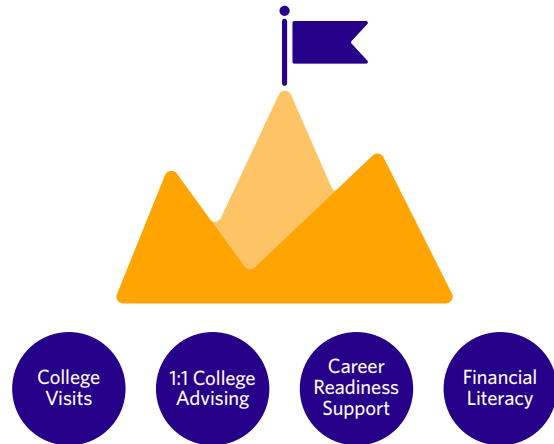 College
Visits
1:1 College
Advising
Career
Readiness
Support
Financial
Literacy